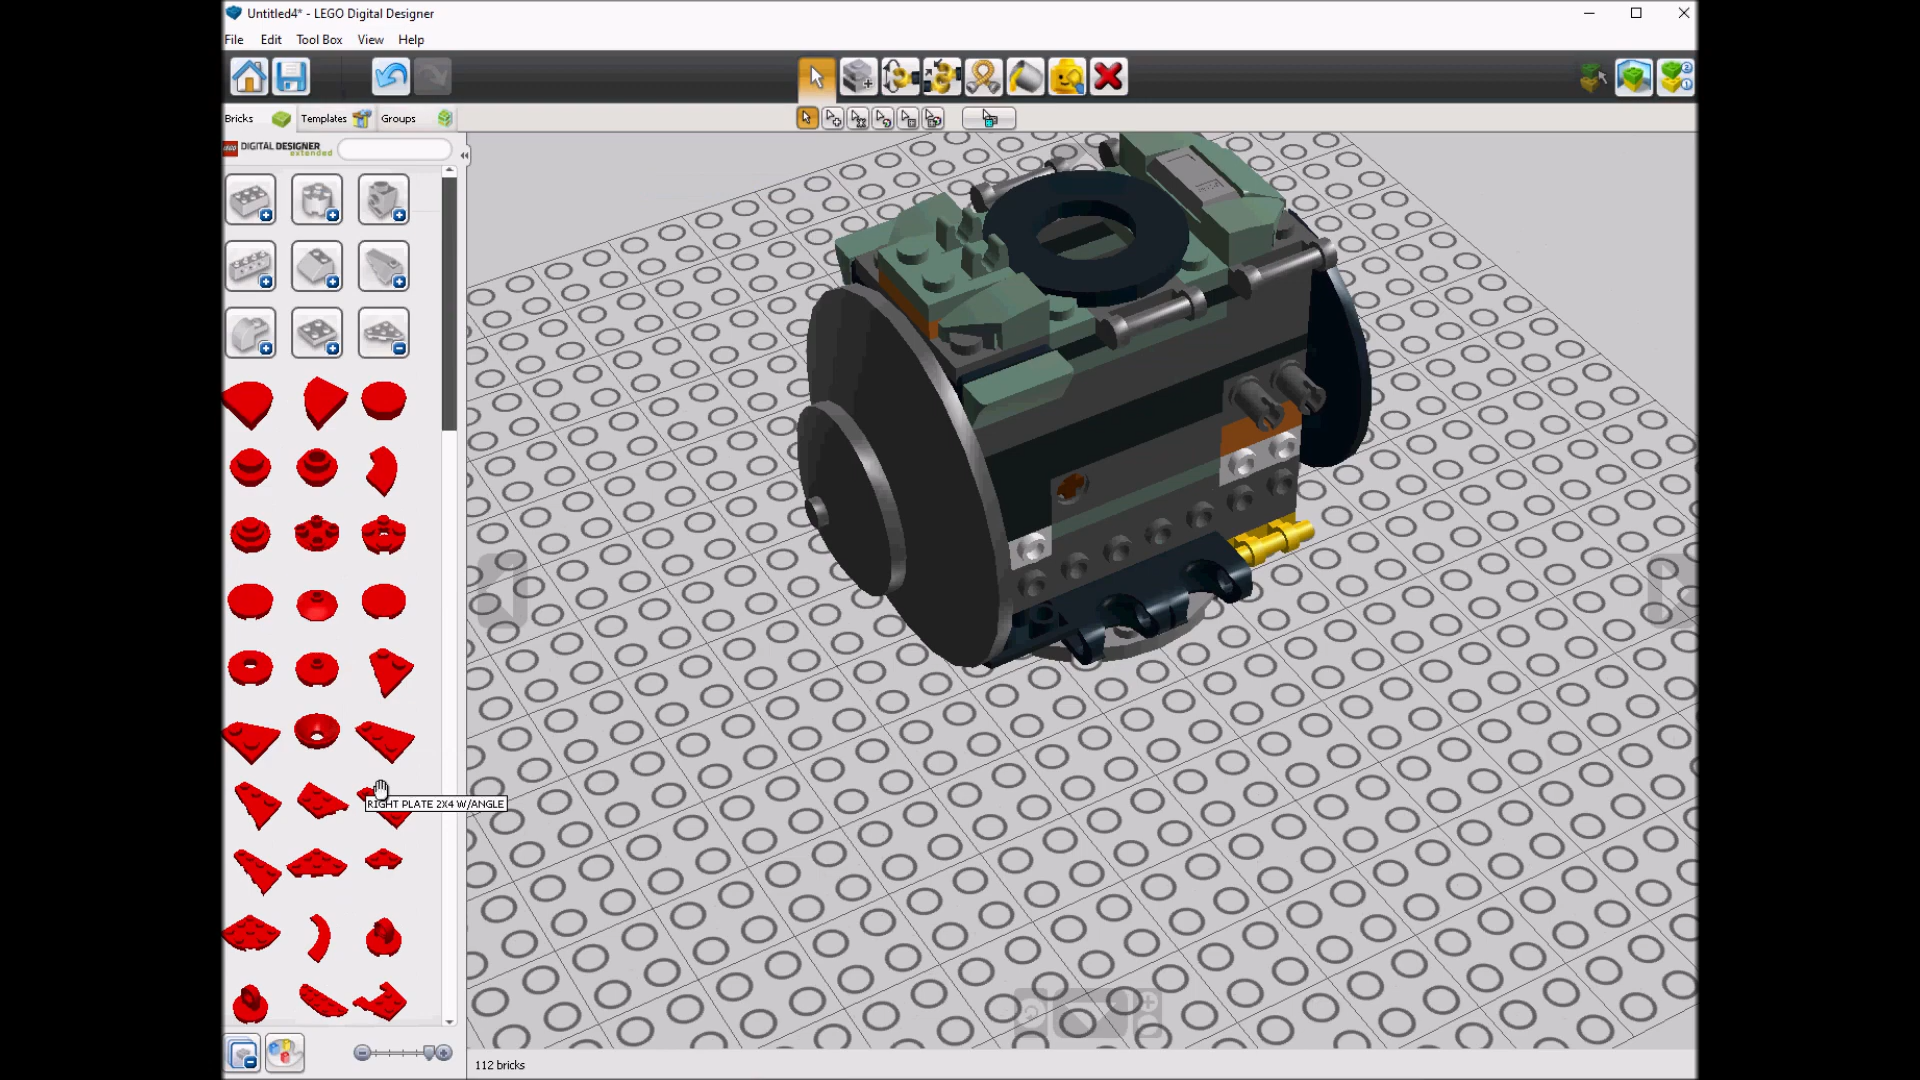 Untitled4* - LEGO Digital Designer
File Edit Tool Box View Help
Bricks Templates Groups
LEGO DIGITAL DESIGNER
extended
RIGHT PLATE 2X4 W/ANGLE
112 bricks